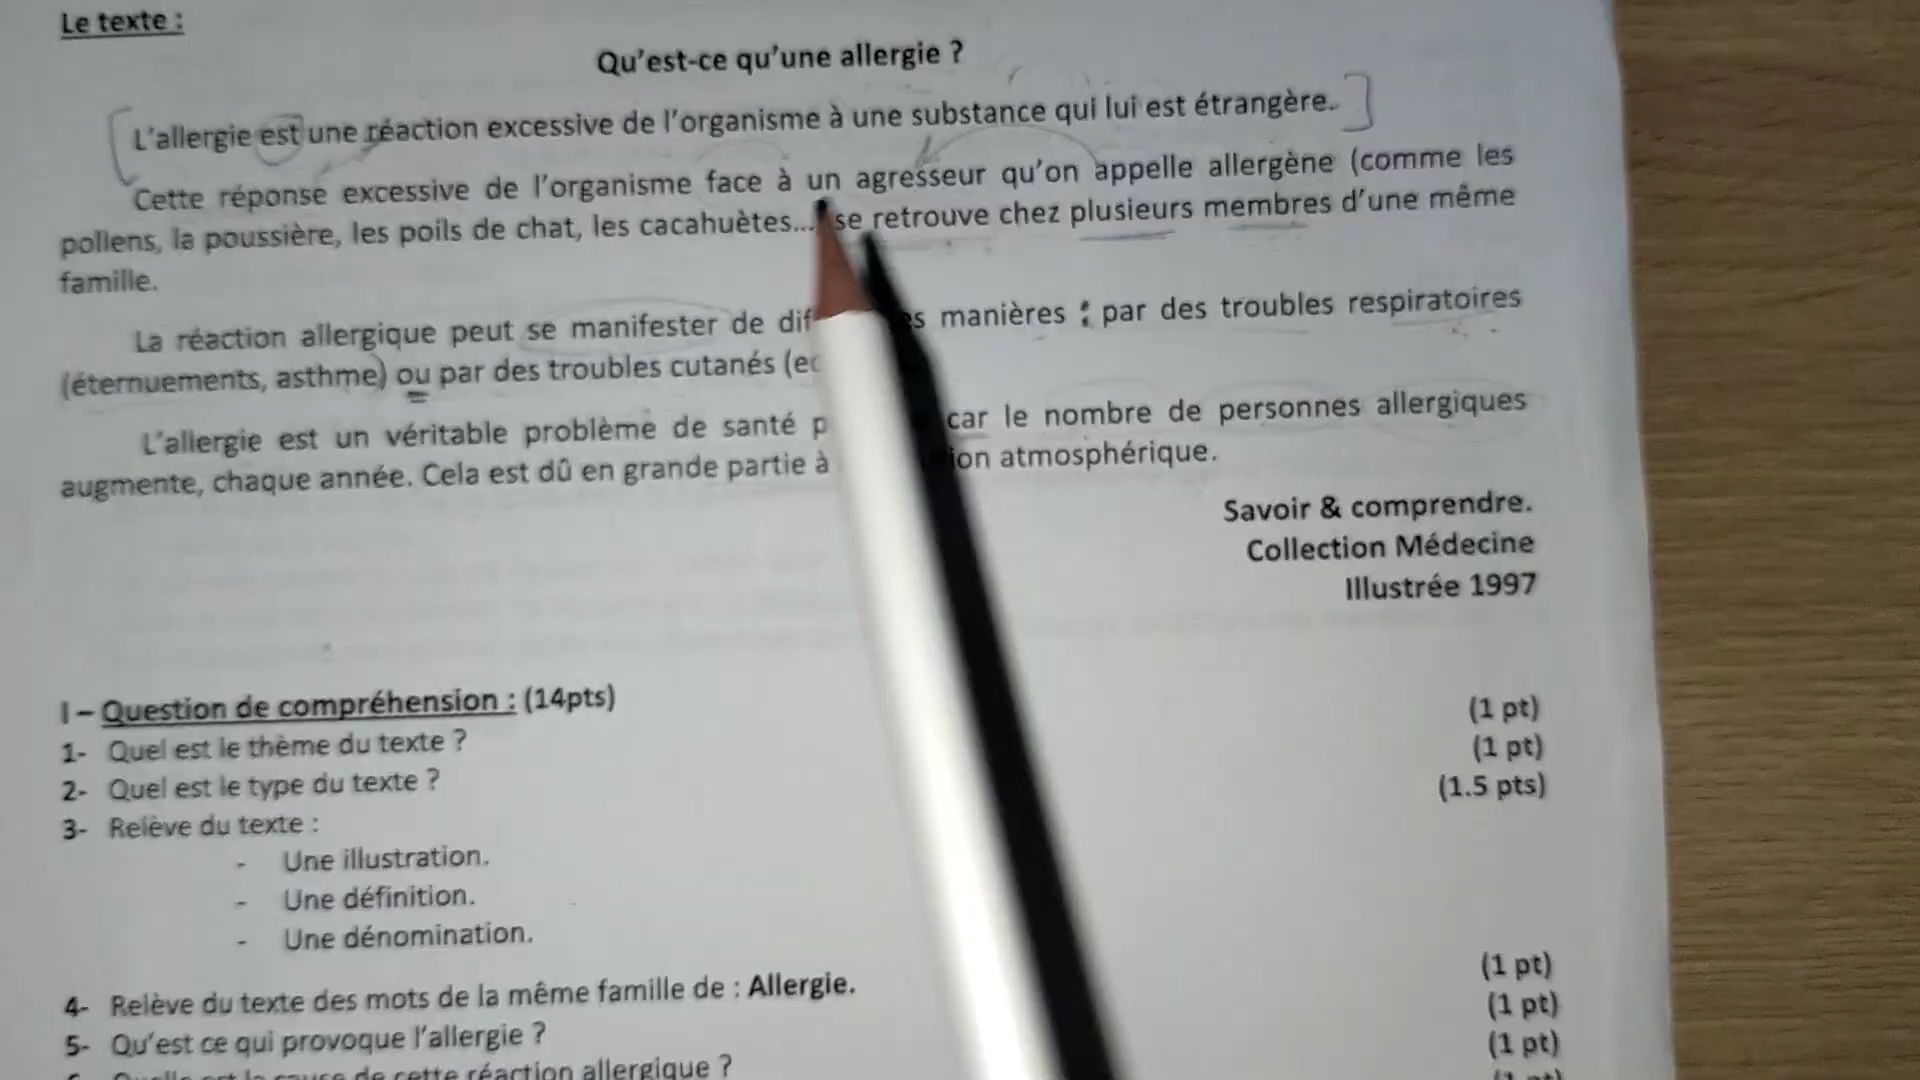 Le texte :
Qu'est-ce qu'une allergie ?
L'allergie est une réaction excessive de l'organisme à une substance qui lui est étrangère.
Cette réponse excessive de l'organisme face à un agresseur qu'on appelle allergène (comme les
pollens, la poussière, les poils de chat, les cacahuètes... se retrouve chez plusieurs membres d'une même
famille.
La réaction allergique peut se manifester de manières : par des troubles respiratoires
(éternuements, asthme) ou par des troubles cutanés
L'allergie est un véritable problème de santé car le nombre de personnes allergiques
augmente, chaque année. Cela est dû en grande partie à atmosphérique.
Savoir & comprendre.
Collection Médecine
Illustrée 1997
I – Question de compréhension : (14pts)
1- Quel est le thème du texte ? (1 pt)
2- Quel est le type du texte ? (1 pt)
3- Relève du texte : (1.5 pts)
- Une illustration.
- Une définition.
- Une dénomination.
4- Relève du texte des mots de la même famille de : Allergie. (1 pt)
5- Qu'est ce qui provoque l'allergie ? (1 pt)
Quelle est la cause de cette réaction allergique ? (1 pt)